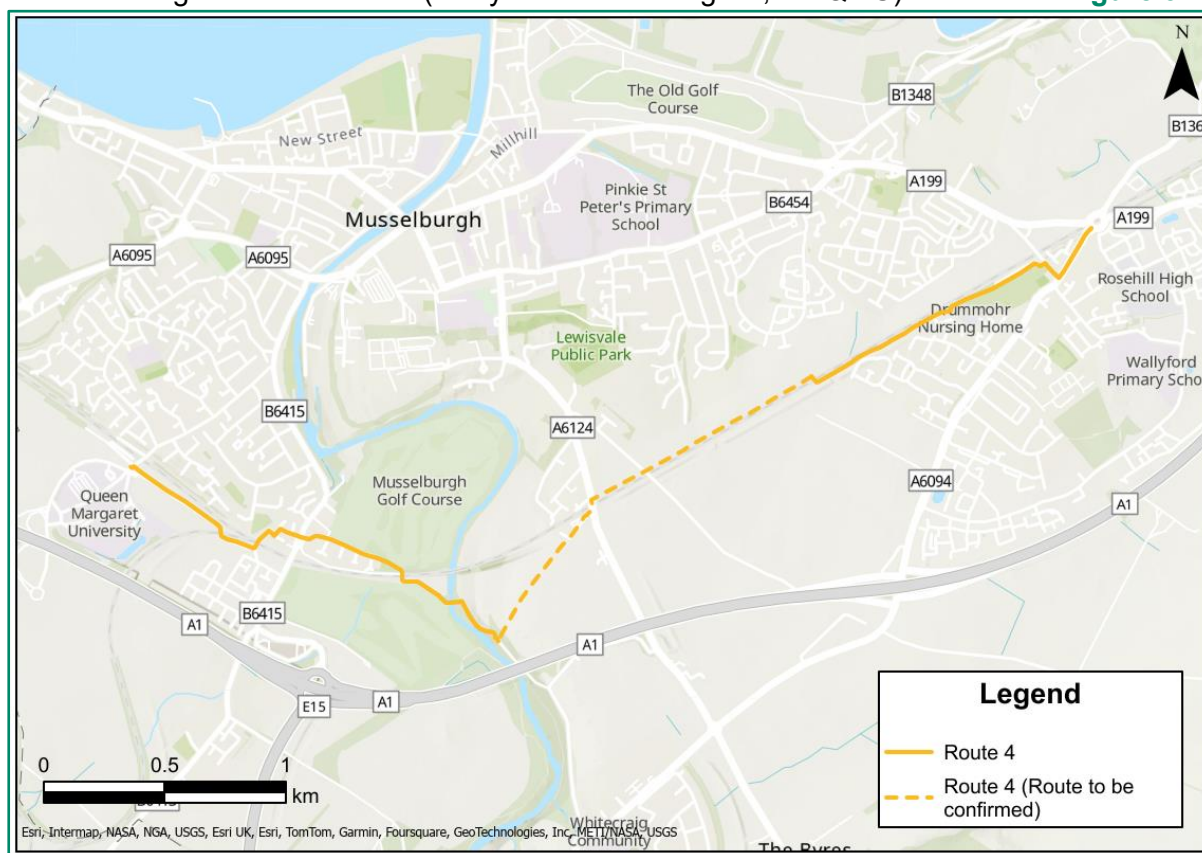 N
The Old Golf
Course
B1348
B136
New Street
Millhill
A199
Pinkie St
Peter's Primary
School
B6454
Musselburgh
A199
A6095
A6095
Rosehill High
School
Drummohr
Nursing Home
Lewisvale
Public Park
Wallyford
Primary Scho
B6415
A6124
Musselburgh
Golf Course
A6094
Queen
Margaret
University
A1
B6415
A1
A1
A1
E15
Legend
Route 4
Route 4 (Route to be
confirmed)
0 0.5 1
km
Whitecraig
Community
The Byres
Esri, Intermap, NASA, NGA, USGS, Esri UK, Esri, TomTom, Garmin, Foursquare, GeoTechnologies, Inc, METI/NASA, USGS